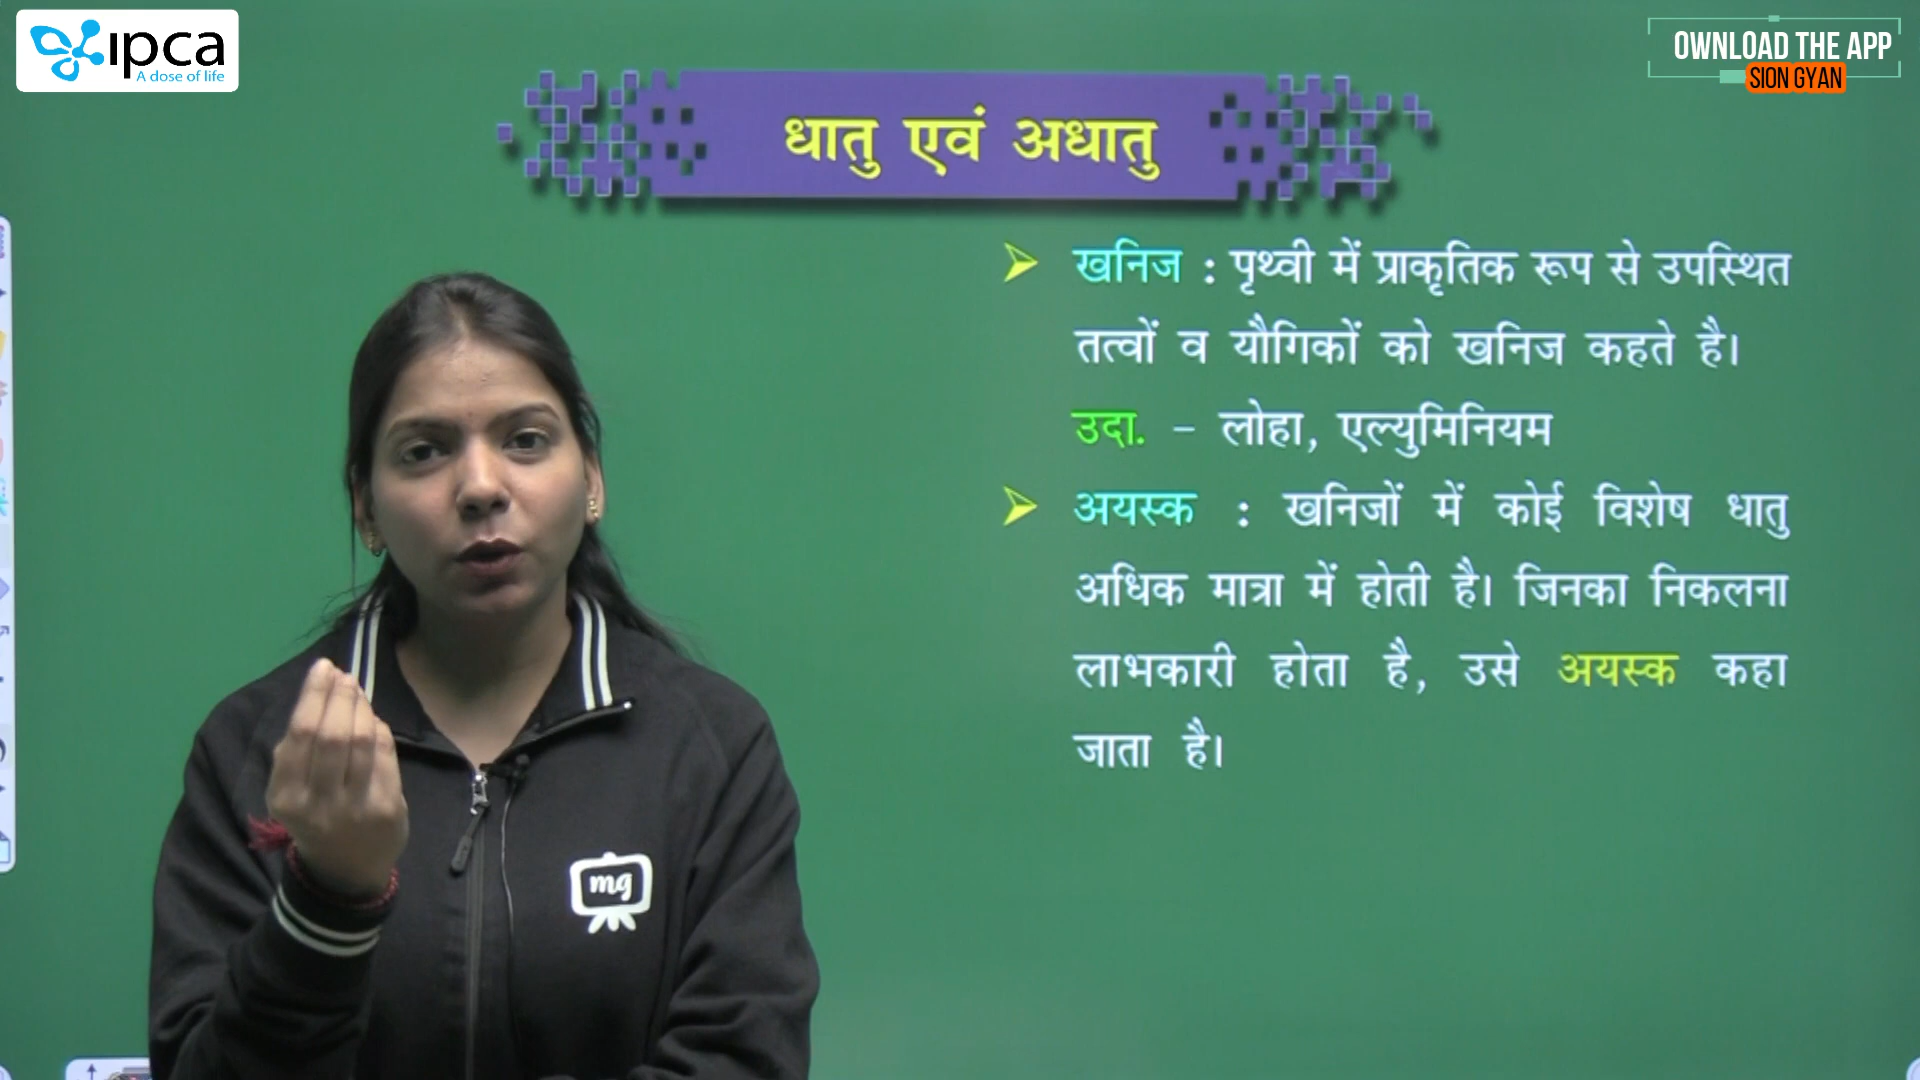 ipca
A dose of life
OWNLOAD THE APP
SION GYAN
धातु एवं अधातु
खनिज : पृथ्वी में प्राकृतिक रूप से उपस्थित
तत्वों व यौगिकों को खनिज कहते है।
उदा. – लोहा, एल्युमिनियम
अयस्क : खनिजों में कोई विशेष धातु
अधिक मात्रा में होती है। जिनका निकलना
लाभकारी होता है, उसे अयस्क कहा
जाता है।
mg